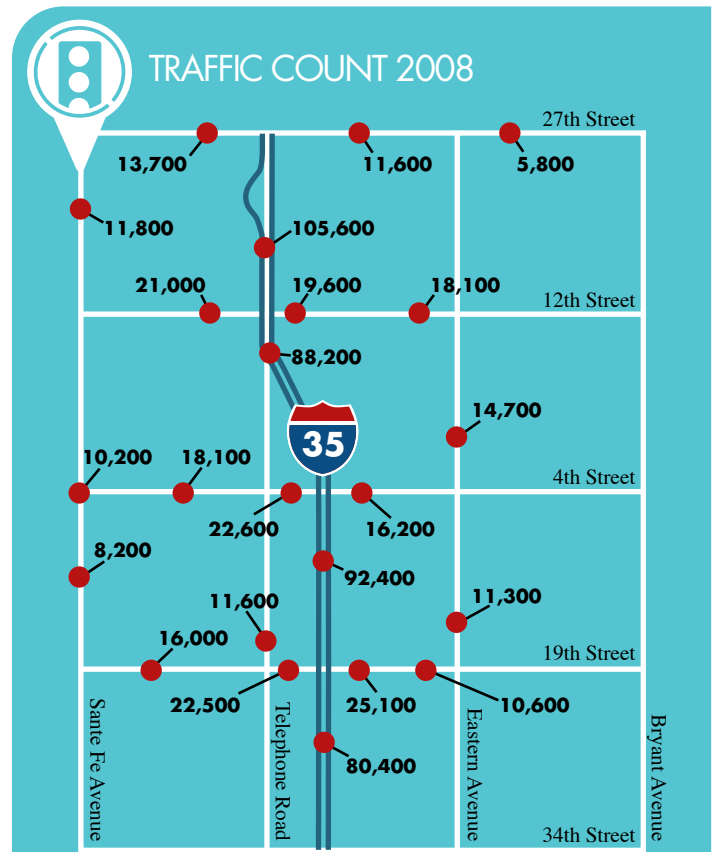 TRAFFIC COUNT 2008
27th Street
13,700
11,600
5,800
11,800
105,600
21,000
19,600
18,100
12th Street
88,200
35
14,700
10,200
18,100
4th Street
22,600
16,200
8,200
92,400
11,600
11,300
16,000
19th Street
22,500
25,100
10,600
Sante Fe Avenue
Telephone Road
Eastern Avenue
Bryant Avenue
80,400
34th Street